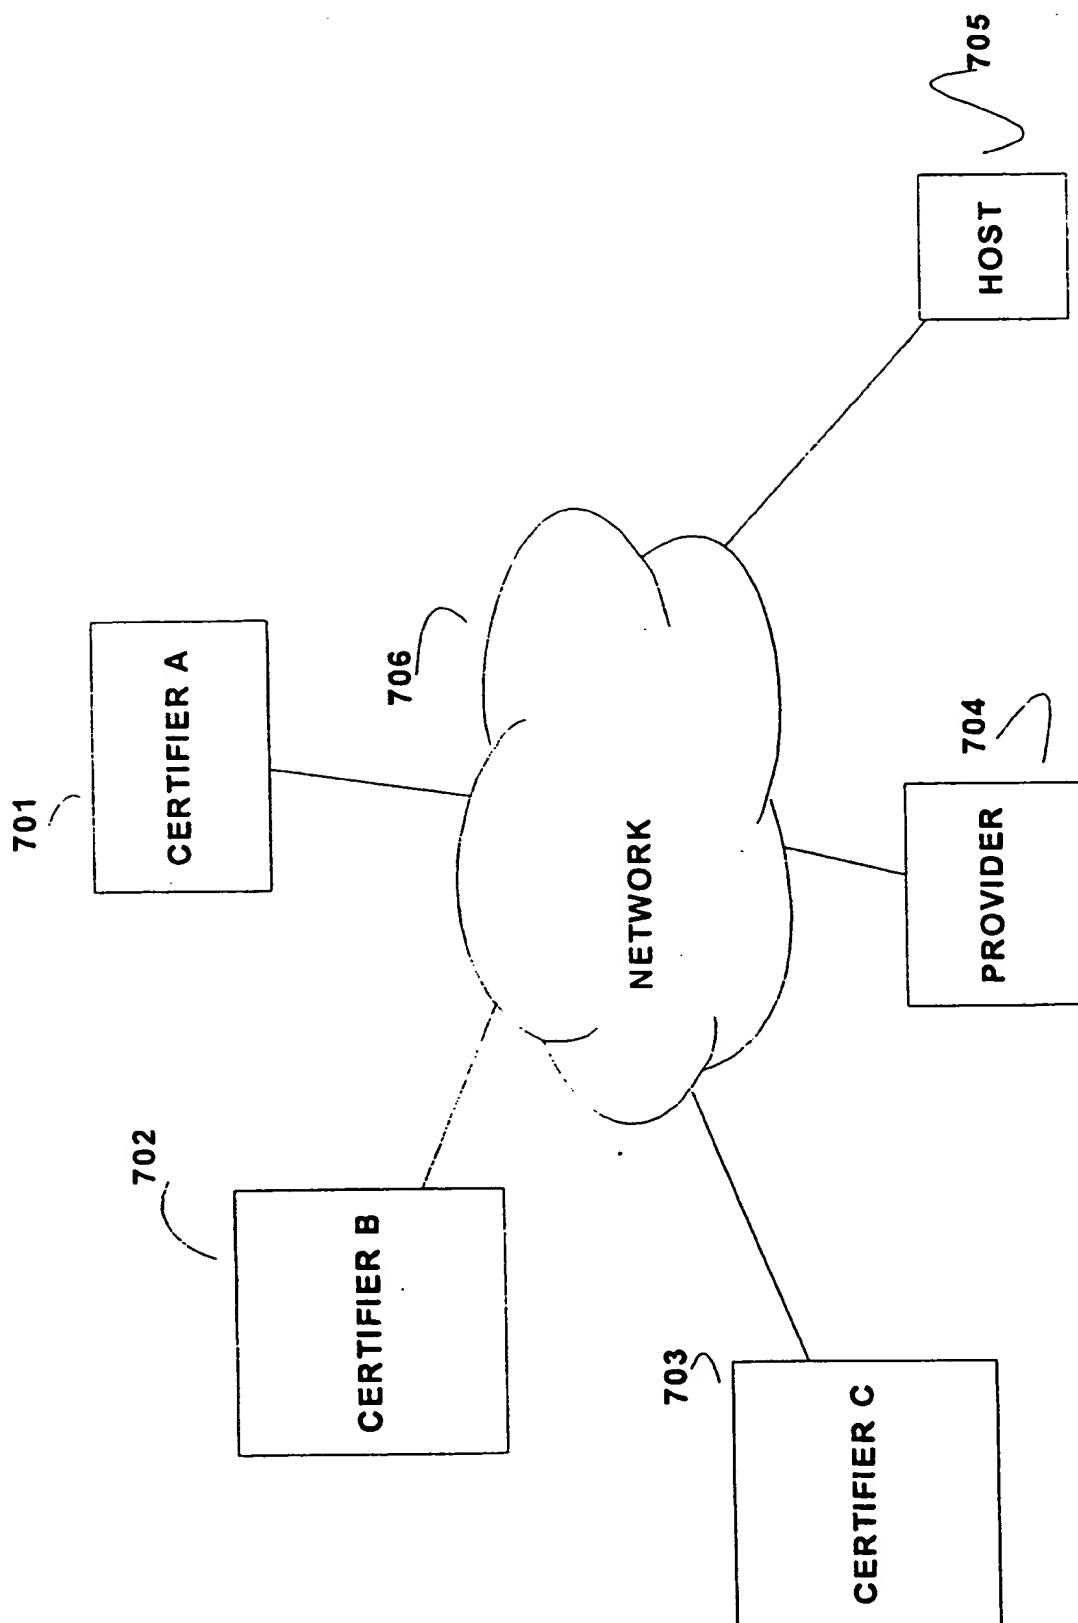 701
CERTIFIER A
702
CERTIFIER B
703
CERTIFIER C
706
NETWORK
704
PROVIDER
705
HOST